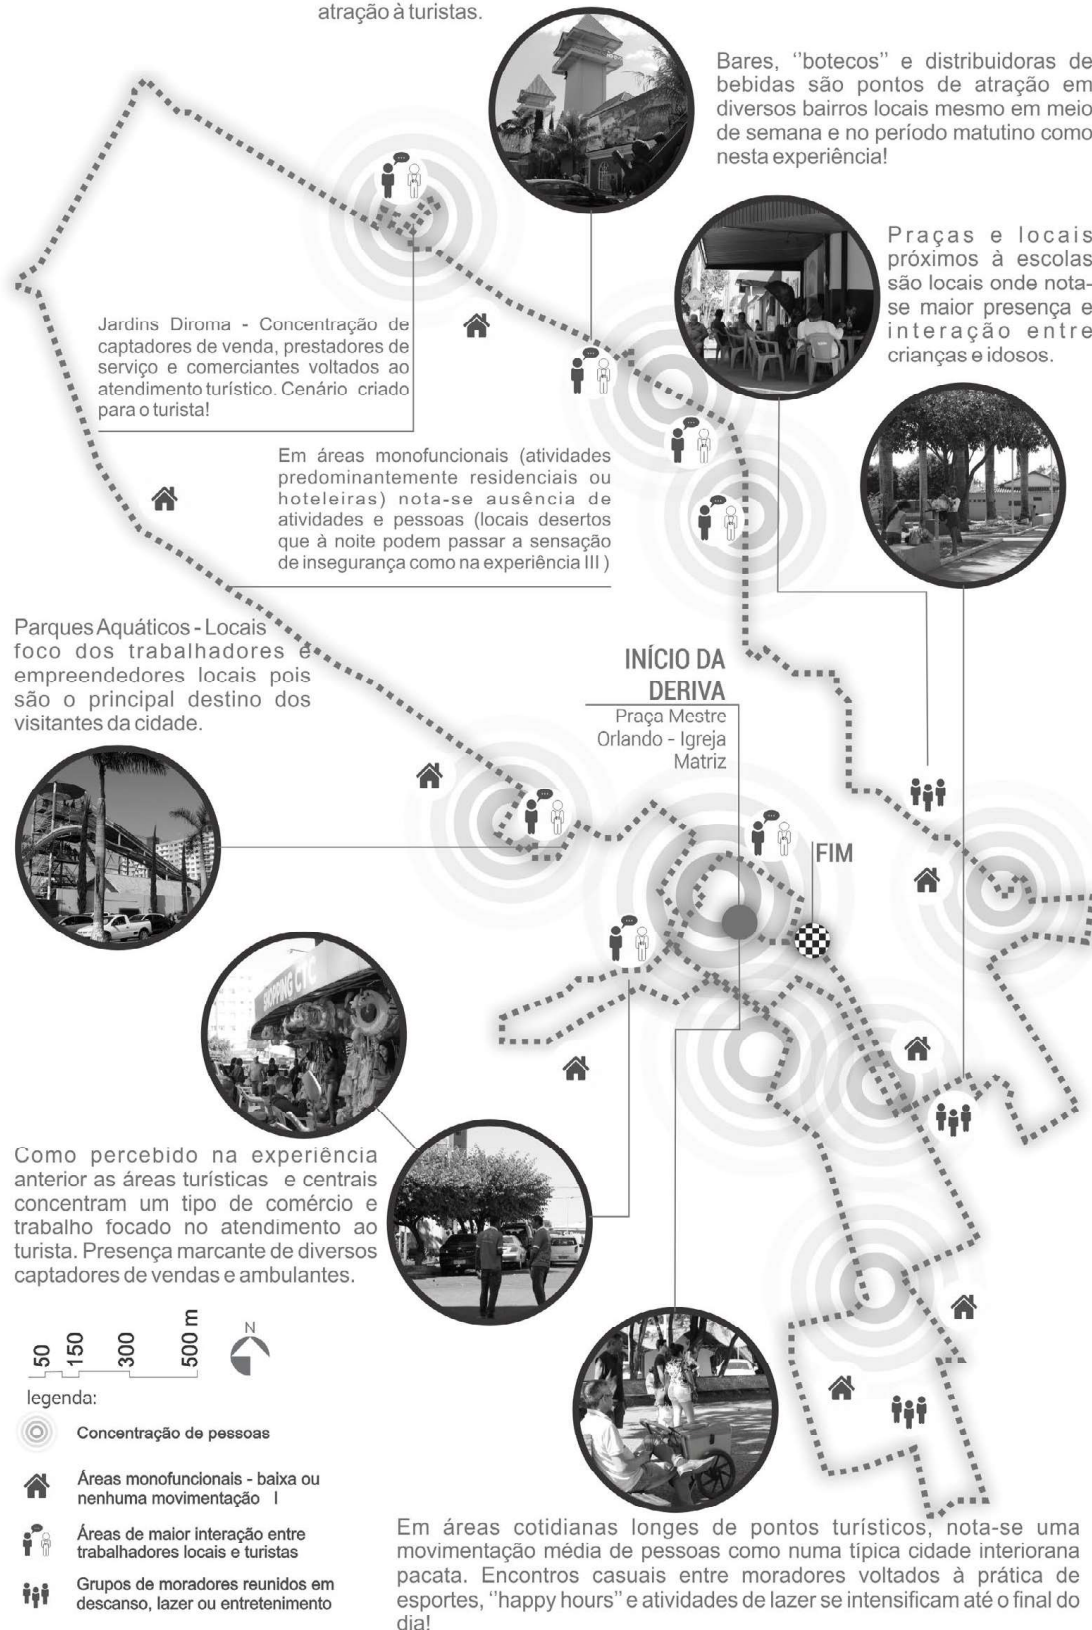 atração à turistas.
Bares, ‘‘botecos’’ e distribuidoras de
bebidas são pontos de atração em
diversos bairros locais mesmo em meio
de semana e no período matutino como
nesta experiência!
Praças e locais
próximos à escolas
são locais onde nota-
se maior presença e
interação entre
crianças e idosos.
Jardins Diroma - Concentração de
captadores de venda, prestadores de
serviço e comerciantes voltados ao
atendimento turístico. Cenário criado
para o turista!
Em áreas monofuncionais (atividades
predominantemente residenciais ou
hoteleiras) nota-se ausência de
atividades e pessoas (locais desertos
que à noite podem passar a sensação
de insegurança como na experiência III )
Parques Aquáticos - Locais
foco dos trabalhadores e
empreendedores locais pois
são o principal destino dos
visitantes da cidade.
INÍCIO DA
DERIVA
Praça Mestre
Orlando - Igreja
Matriz
FIM
SHOPPING CTC
Como percebido na experiência
anterior as áreas turísticas e centrais
concentram um tipo de comércio e
trabalho focado no atendimento ao
turista. Presença marcante de diversos
captadores de vendas e ambulantes.
50
150
300
500 m
N
legenda:
Concentração de pessoas
Áreas monofuncionais - baixa ou
nenhuma movimentação I
Áreas de maior interação entre
trabalhadores locais e turistas
Grupos de moradores reunidos em
descanso, lazer ou entretenimento
Em áreas cotidianas longes de pontos turísticos, nota-se uma
movimentação média de pessoas como numa típica cidade interiorana
pacata. Encontros casuais entre moradores voltados à prática de
esportes, ‘‘happy hours’’ e atividades de lazer se intensificam até o final do
dia!